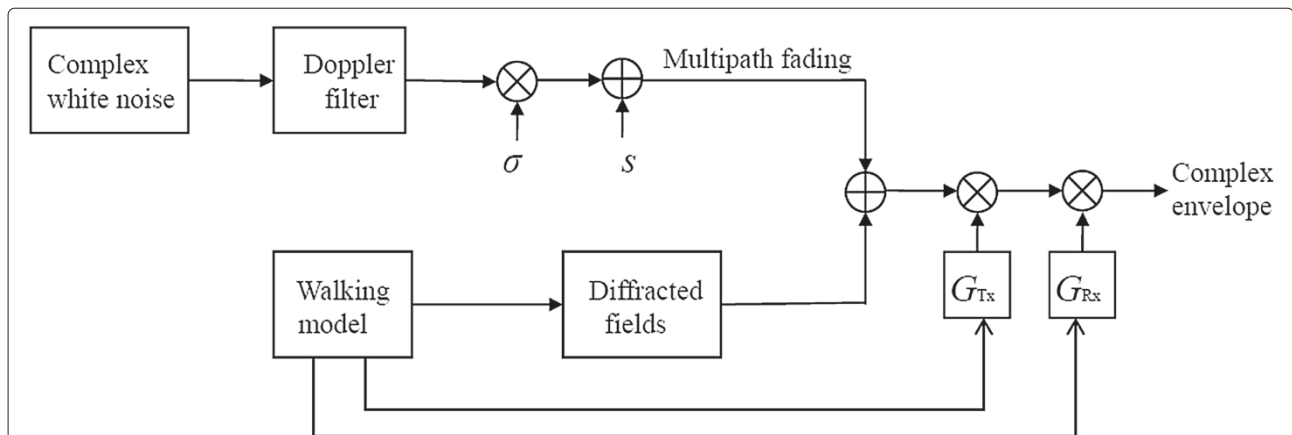 Complex
white noise
Doppler
filter
Multipath fading
σ
s
Complex
envelope
Walking
model
Diffracted
fields
GTx
GRx